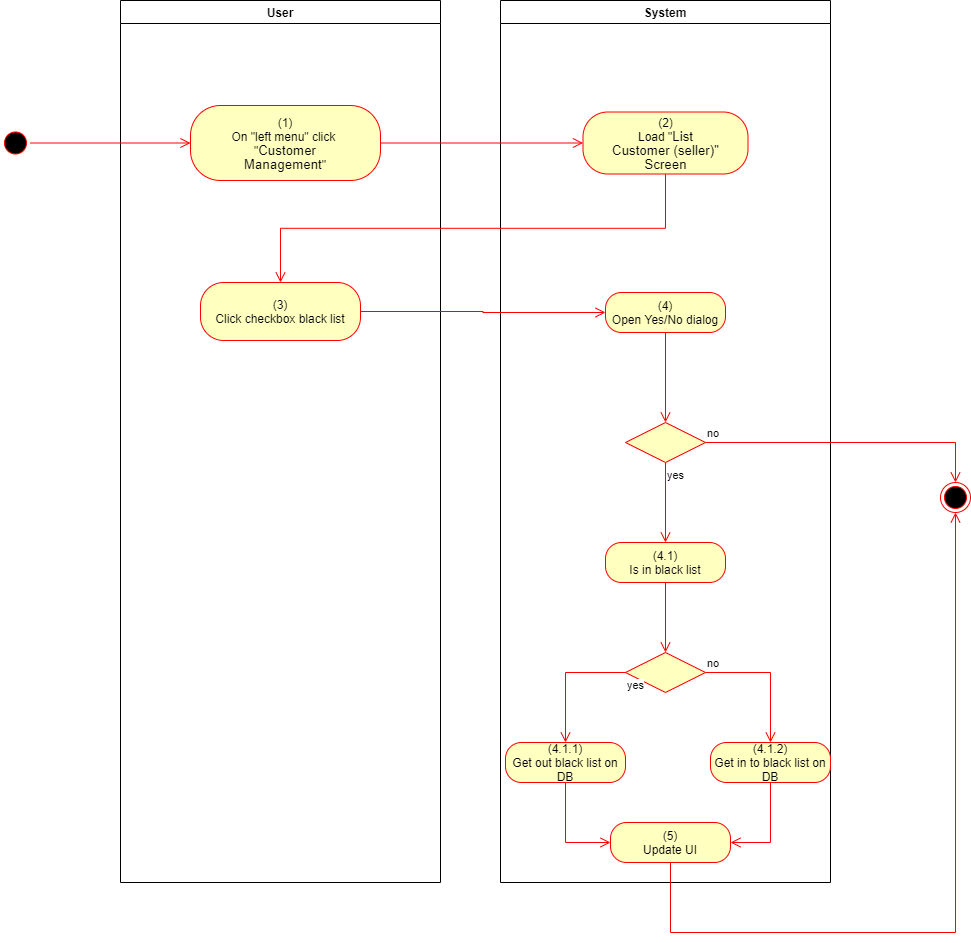 User
System
(1)
On "left menu" click
"Customer
Management"
(2)
Load "List
Customer (seller)"
Screen
(3)
Click checkbox black list
(4)
Open Yes/No dialog
no
yes
(4.1)
Is in black list
no
yes
(4.1.1)
Get out black list on
DB
(4.1.2)
Get in to black list on
DB
(5)
Update UI